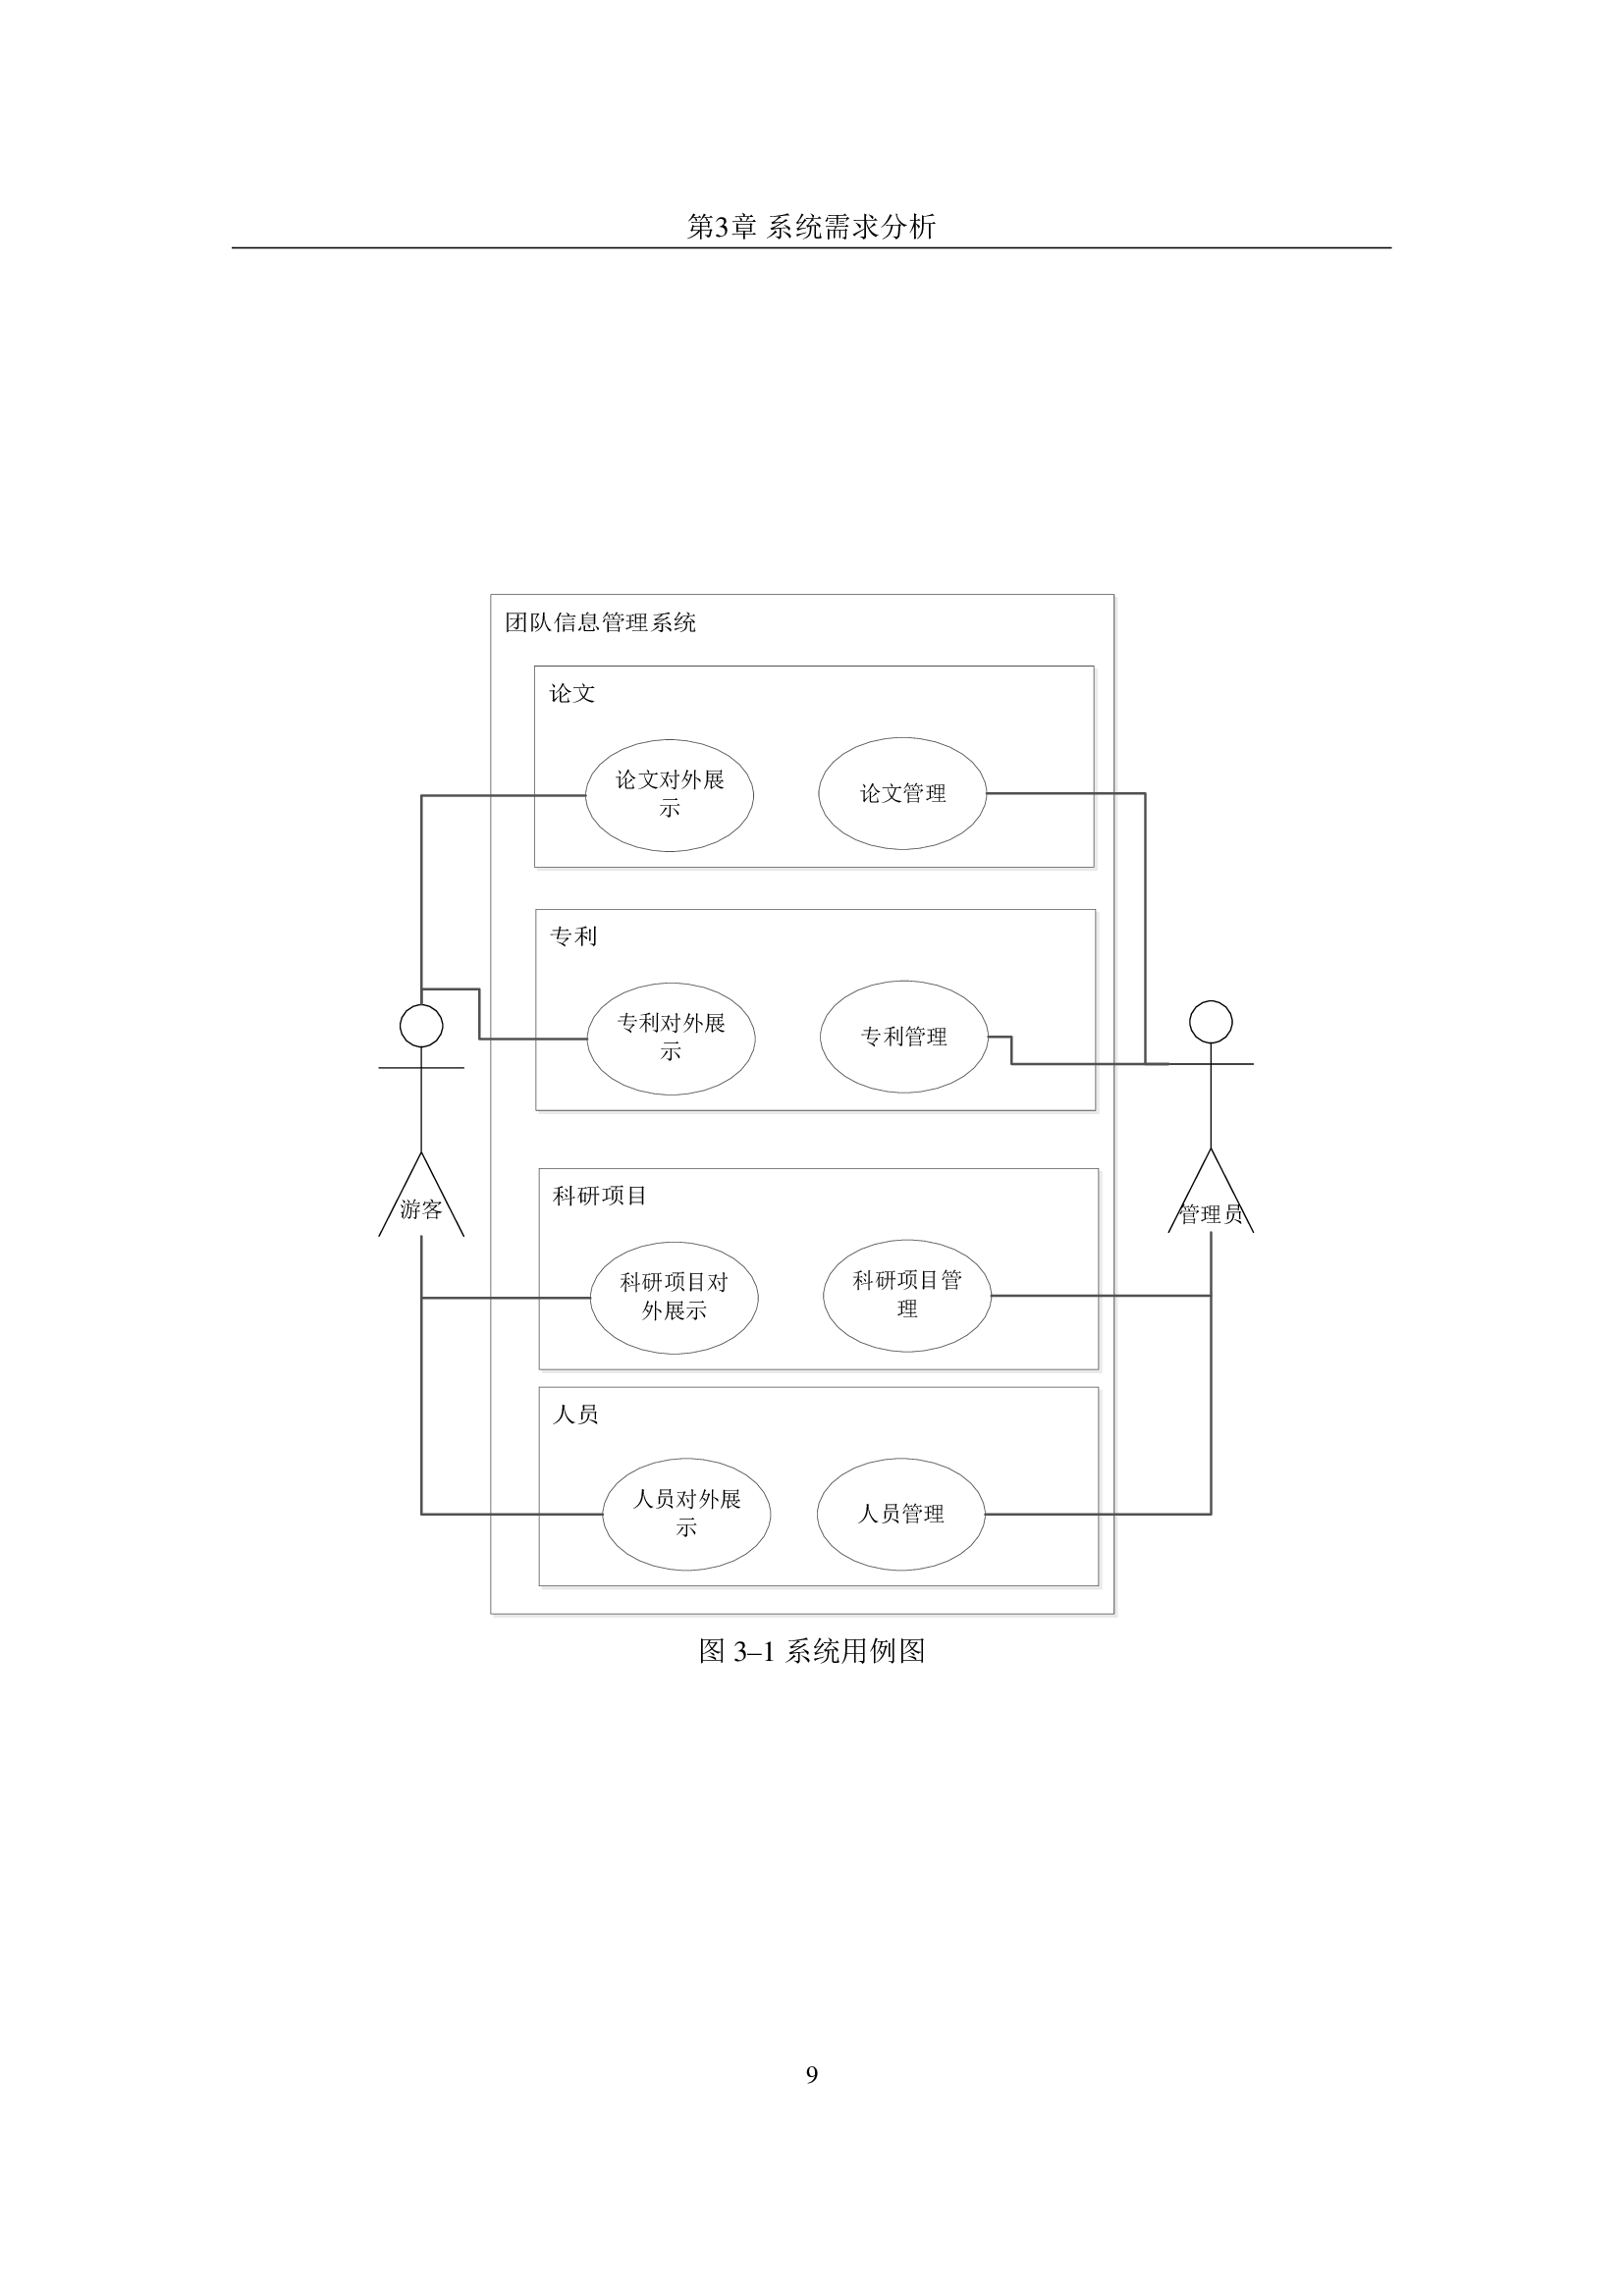 第3章 系统需求分析
团队信息管理系统
论文
论文对外展
示
论文管理
专利
专利对外展
示
专利管理
游客
管理员
科研项目
科研项目对
外展示
科研项目管
理
人员
人员对外展
示
人员管理
图 3–1 系统用例图
9